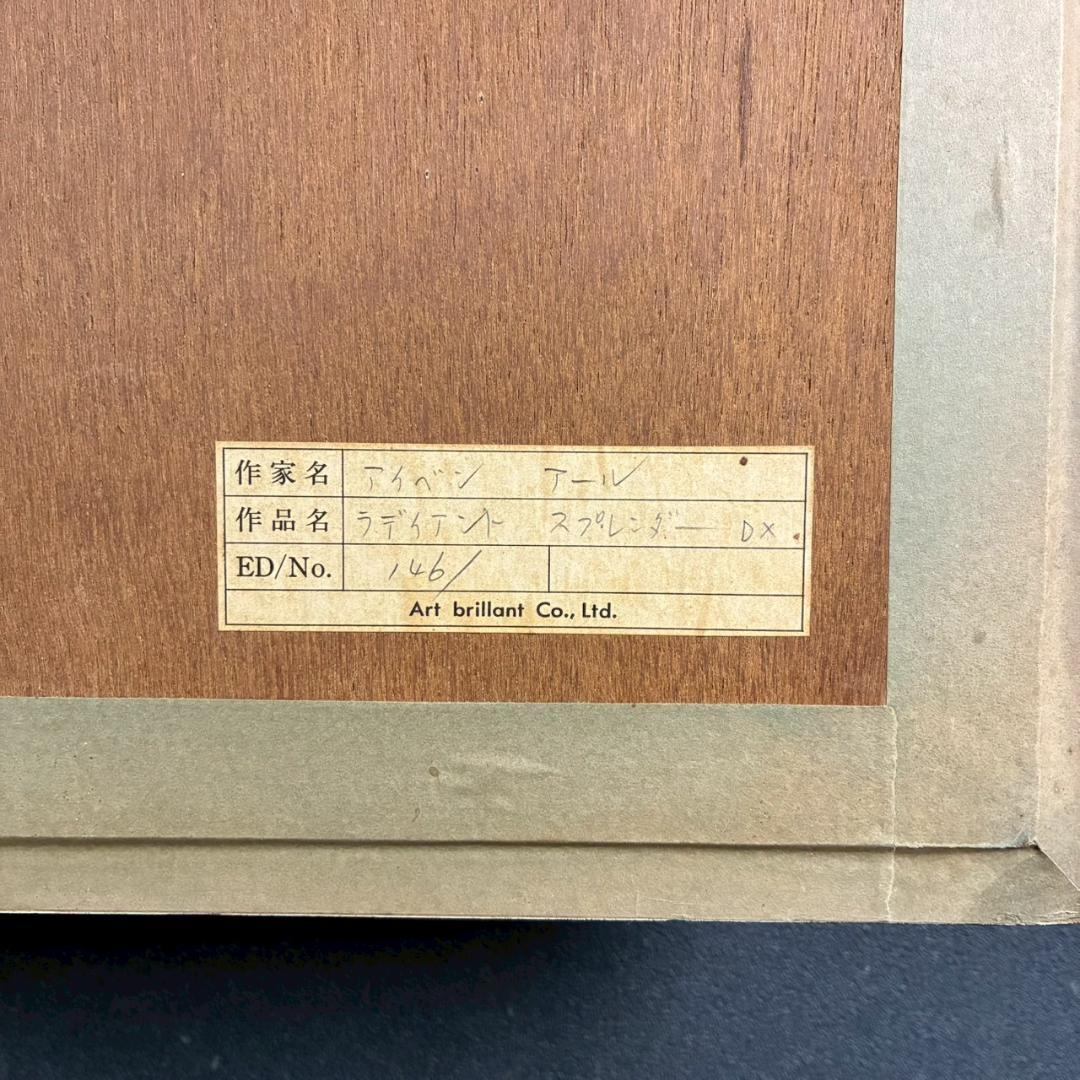 作家名 アイベン アール
作品名 ラディアント スプレンダー DX
ED/No. 146/
Art brillant Co., Ltd.